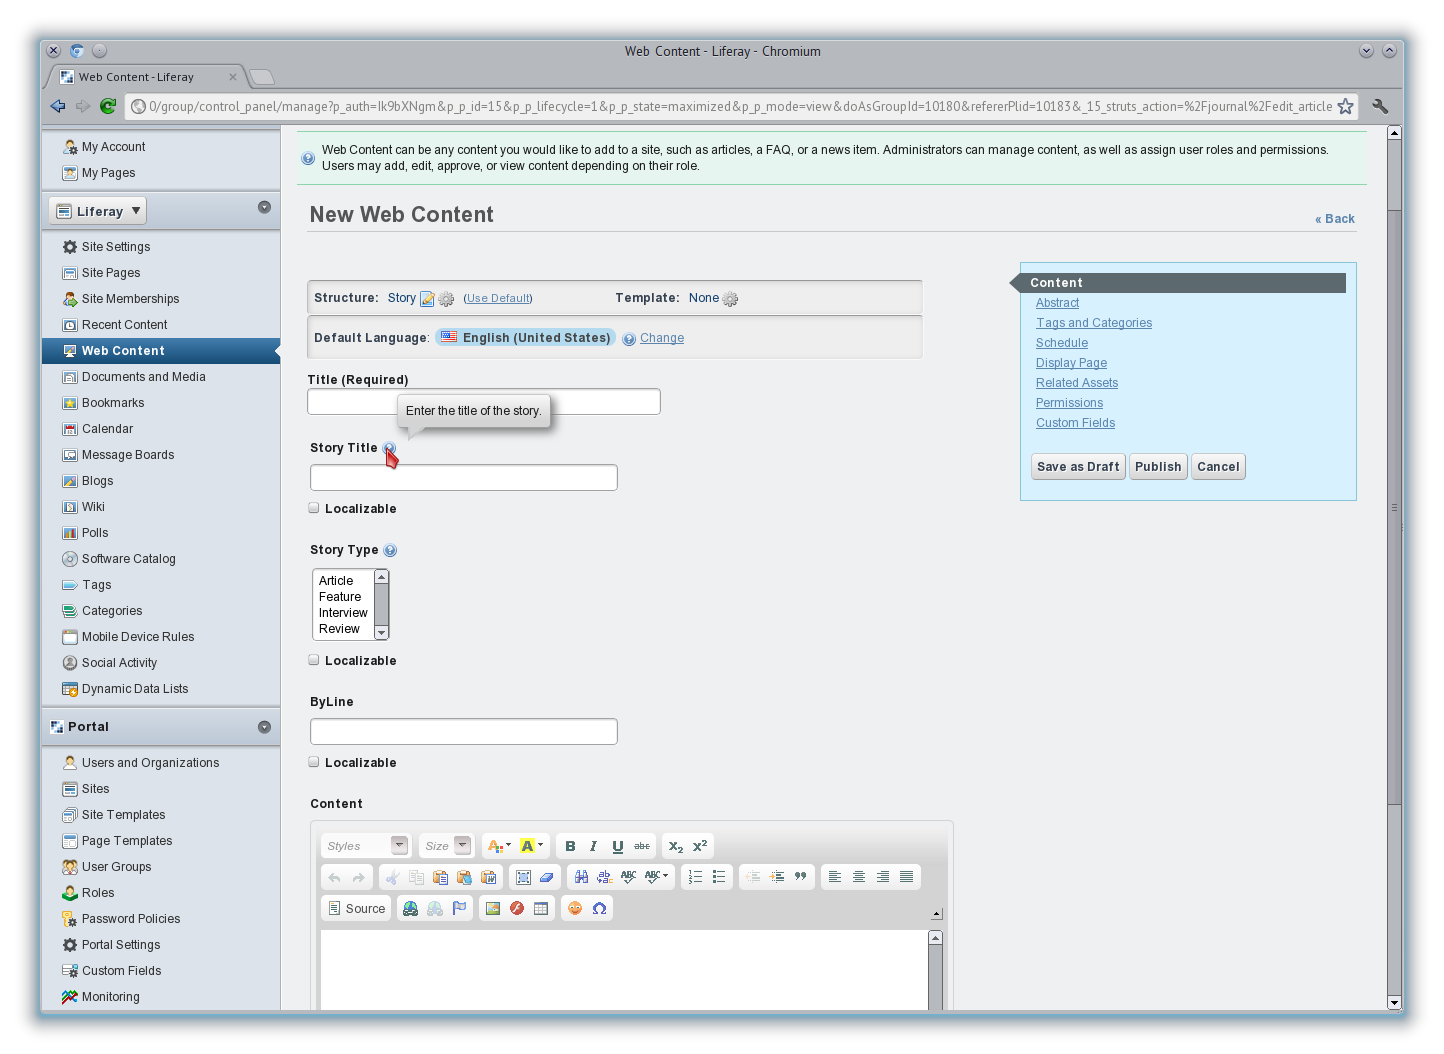 Web Content - Liferay - Chromium
Web Content - Liferay
0/group/control_panel/manage?p_auth=Ik9bXNgm&p_p_id=15&p_p_lifecycle=1&p_p_state=maximized&p_p_mode=view&doAsGroupId=10180&refererPlid=10183&_15_struts_action=%2Fjournal%2Fedit_article
My Account
My Pages
Liferay ▼
Site Settings
Site Pages
Site Memberships
Recent Content
Web Content
Documents and Media
Bookmarks
Calendar
Message Boards
Blogs
Wiki
Polls
Software Catalog
Tags
Categories
Mobile Device Rules
Social Activity
Dynamic Data Lists
Portal
Users and Organizations
Sites
Site Templates
Page Templates
User Groups
Roles
Password Policies
Portal Settings
Custom Fields
Monitoring
Web Content can be any content you would like to add to a site, such as articles, a FAQ, or a news item. Administrators can manage content, as well as assign user roles and permissions.
Users may add, edit, approve, or view content depending on their role.
New Web Content
« Back
Structure: Story (Use Default) Template: None
Default Language: English (United States) Change
Title (Required)
Enter the title of the story.
Story Title
Localizable
Story Type
Article
Feature
Interview
Review
Localizable
ByLine
Localizable
Content
Styles Size A A B I U abc x₂ x²
ABC ABC
Source Ω
Content
Abstract
Tags and Categories
Schedule
Display Page
Related Assets
Permissions
Custom Fields
Save as Draft Publish Cancel